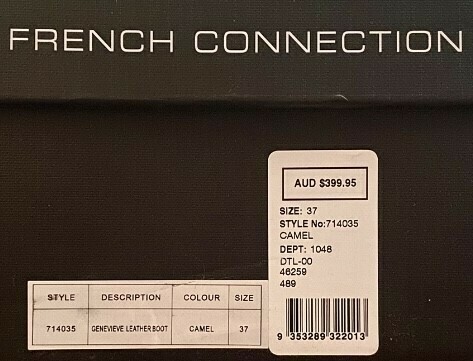 FRENCH CONNECTION
AUD $399.95
SIZE: 37
STYLE No:714035
CAMEL
DEPT: 1046
DTL-00
46259
489
9 353289 322013
STYLE DESCRIPTION COLOUR SIZE
714035 GENEVIEVE LEATHER BOOT CAMEL 37